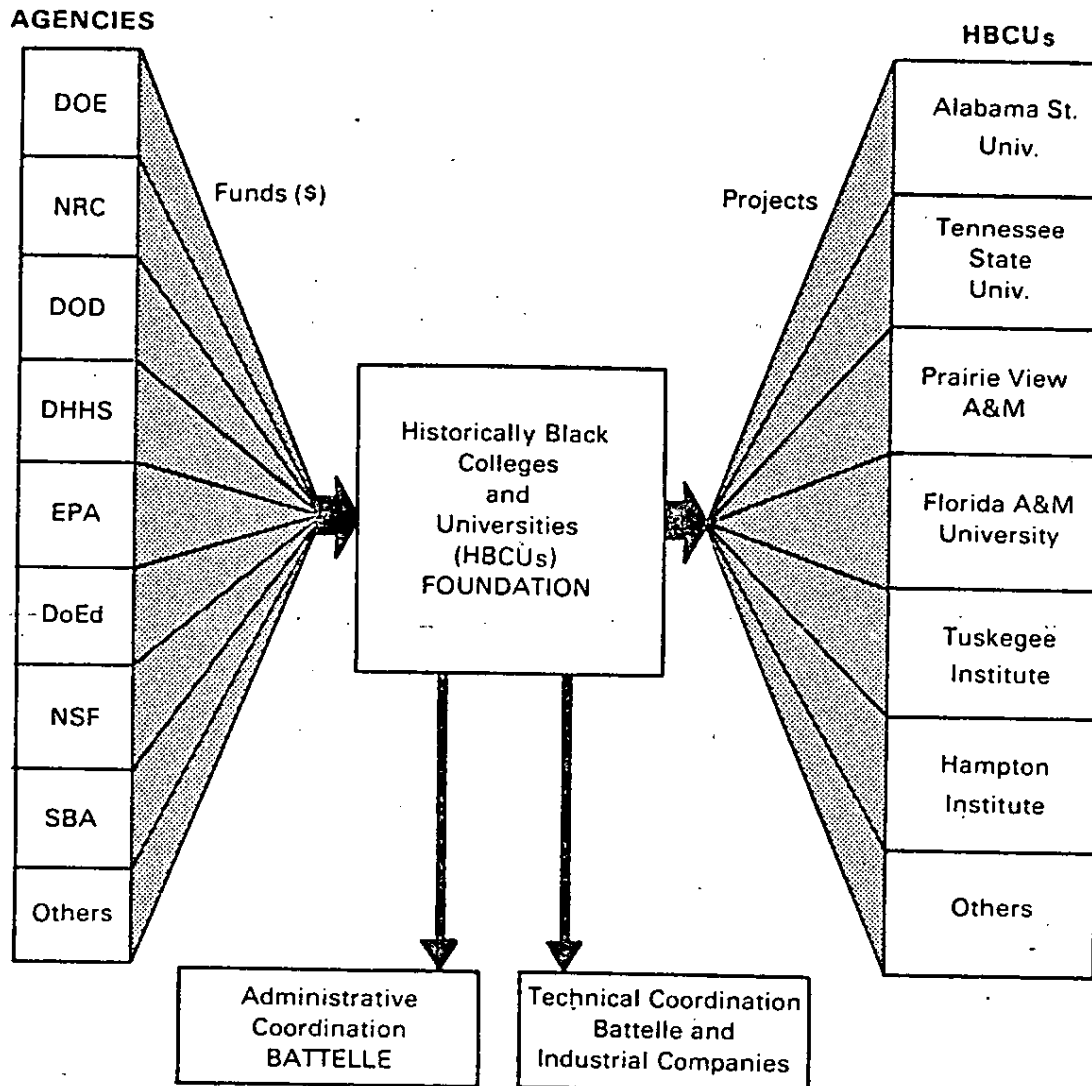 AGENCIES
DOE
NRC
DOD
DHHS
EPA
DoEd
NSF
SBA
Others
Funds ($)
Historically Black
Colleges
and
Universities
(HBCUs)
FOUNDATION
Administrative
Coordination
BATTELLE
Technical Coordination
Battelle and
Industrial Companies
Projects
HBCUs
Alabama St.
Univ.
Tennessee
State
Univ.
Prairie View
A&M
Florida A&M
University
Tuskegee
Institute
Hampton
Institute
Others